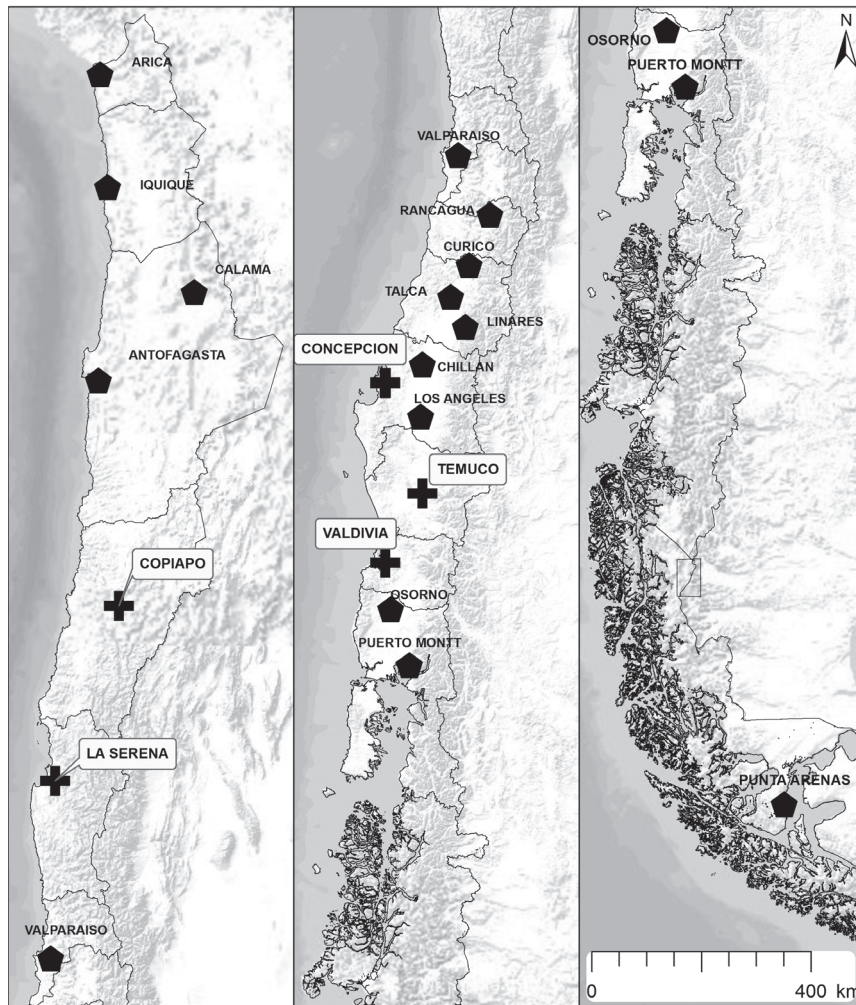 ARICA
IQUIQUE
CALAMA
ANTOFAGASTA
COPIAPO
LA SERENA
VALPARAISO
VALPARAISO
RANCAGUA
CURICO
TALCA
LINARES
CONCEPCION
CHILLAN
LOS ANGELES
TEMUCO
VALDIVIA
OSORNO
PUERTO MONTT
N
OSORNO
PUERTO MONTT
PUNTA ARENAS
0 400 km